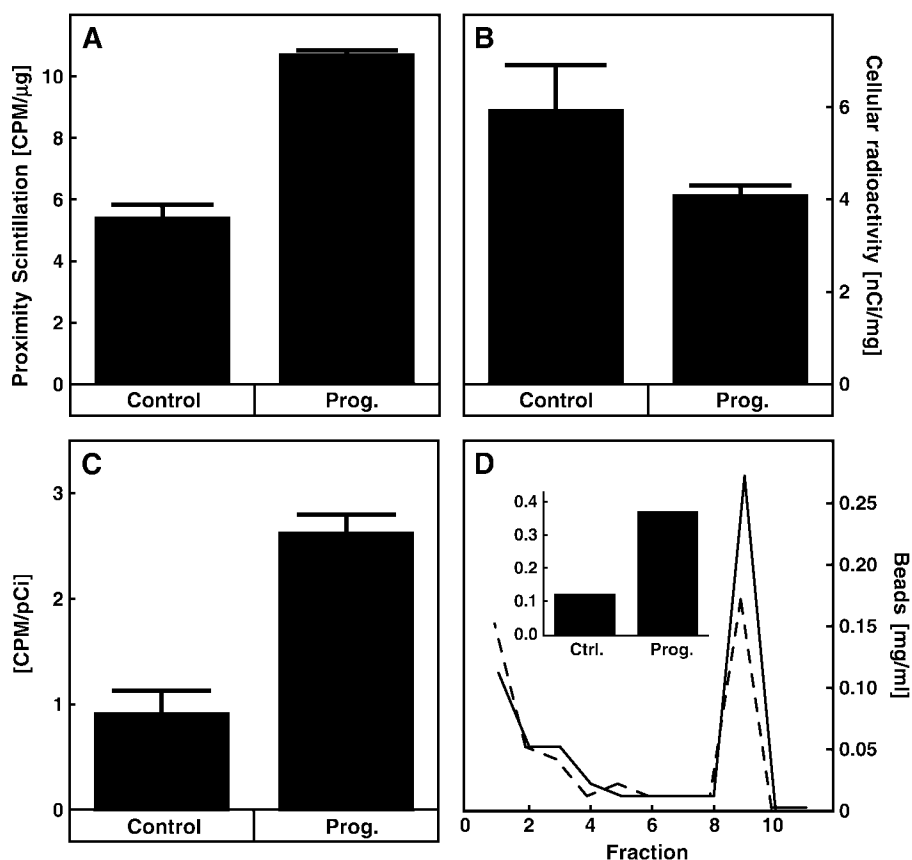 A
Proximity Scintillation [CPM/µg]
10
8
6
4
2
0
Control
Prog.
B
Cellular radioactivity [nCi/mg]
6
4
2
0
Control
Prog.
C
[CPM/pCi]
3
2
1
0
Control
Prog.
D
0.4
0.3
0.2
0.1
0.0
Ctrl.
Prog.
Beads [mg/ml]
0.25
0.20
0.15
0.10
0.05
0
0 2 4 6 8 10
Fraction